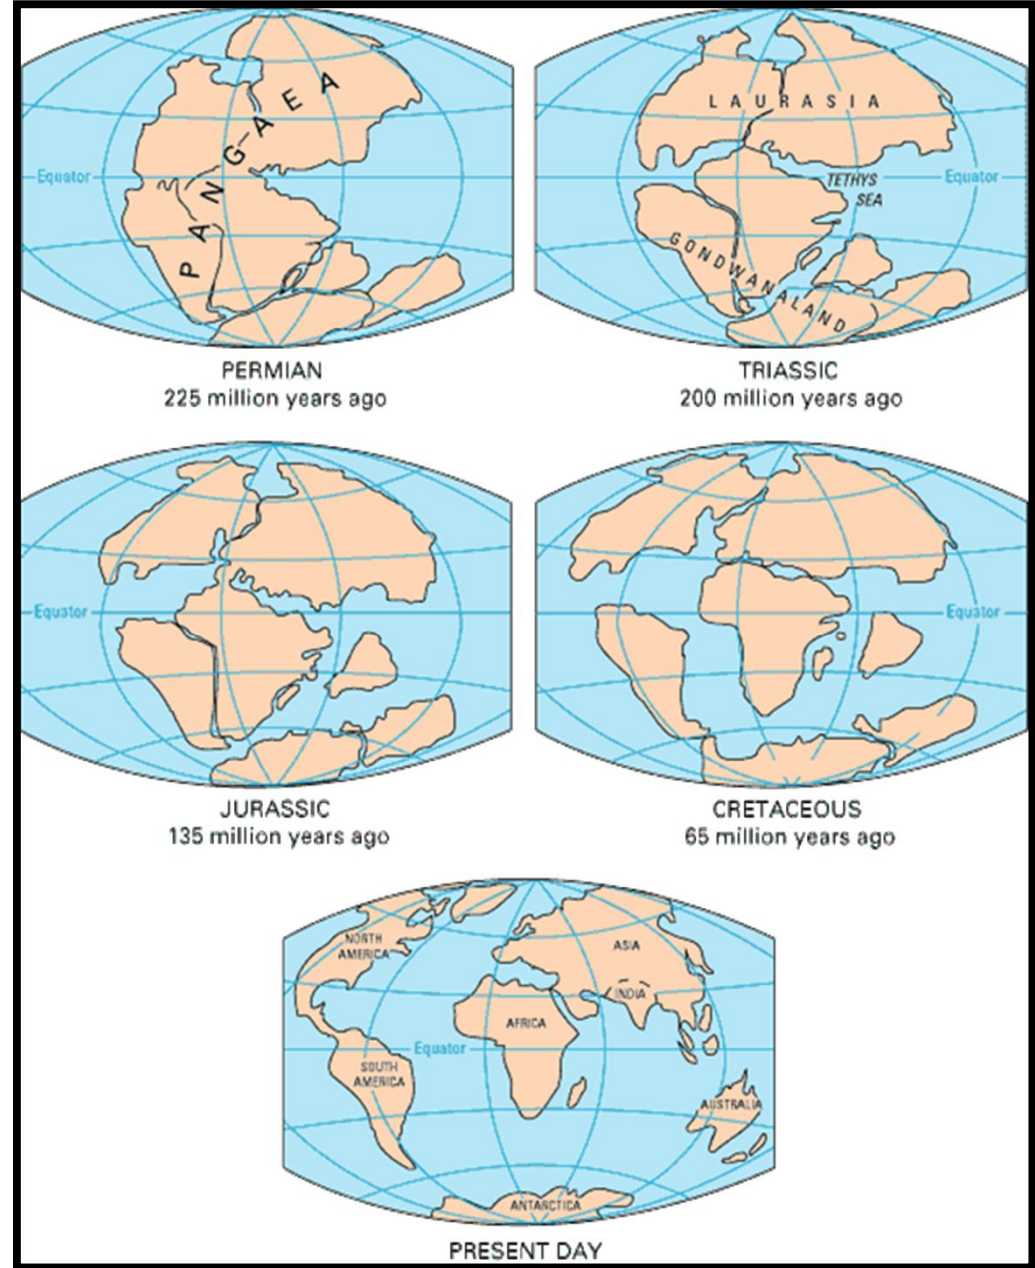 PANGAEA
Equator
PERMIAN
225 million years ago
LAURASIA
TETHYS
SEA
Equator
GONDWANALAND
TRIASSIC
200 million years ago
Equator
JURASSIC
135 million years ago
Equator
CRETACEOUS
65 million years ago
NORTH
AMERICA
ASIA
INDIA
AFRICA
Equator
SOUTH
AMERICA
AUSTRALIA
ANTARCTICA
PRESENT DAY